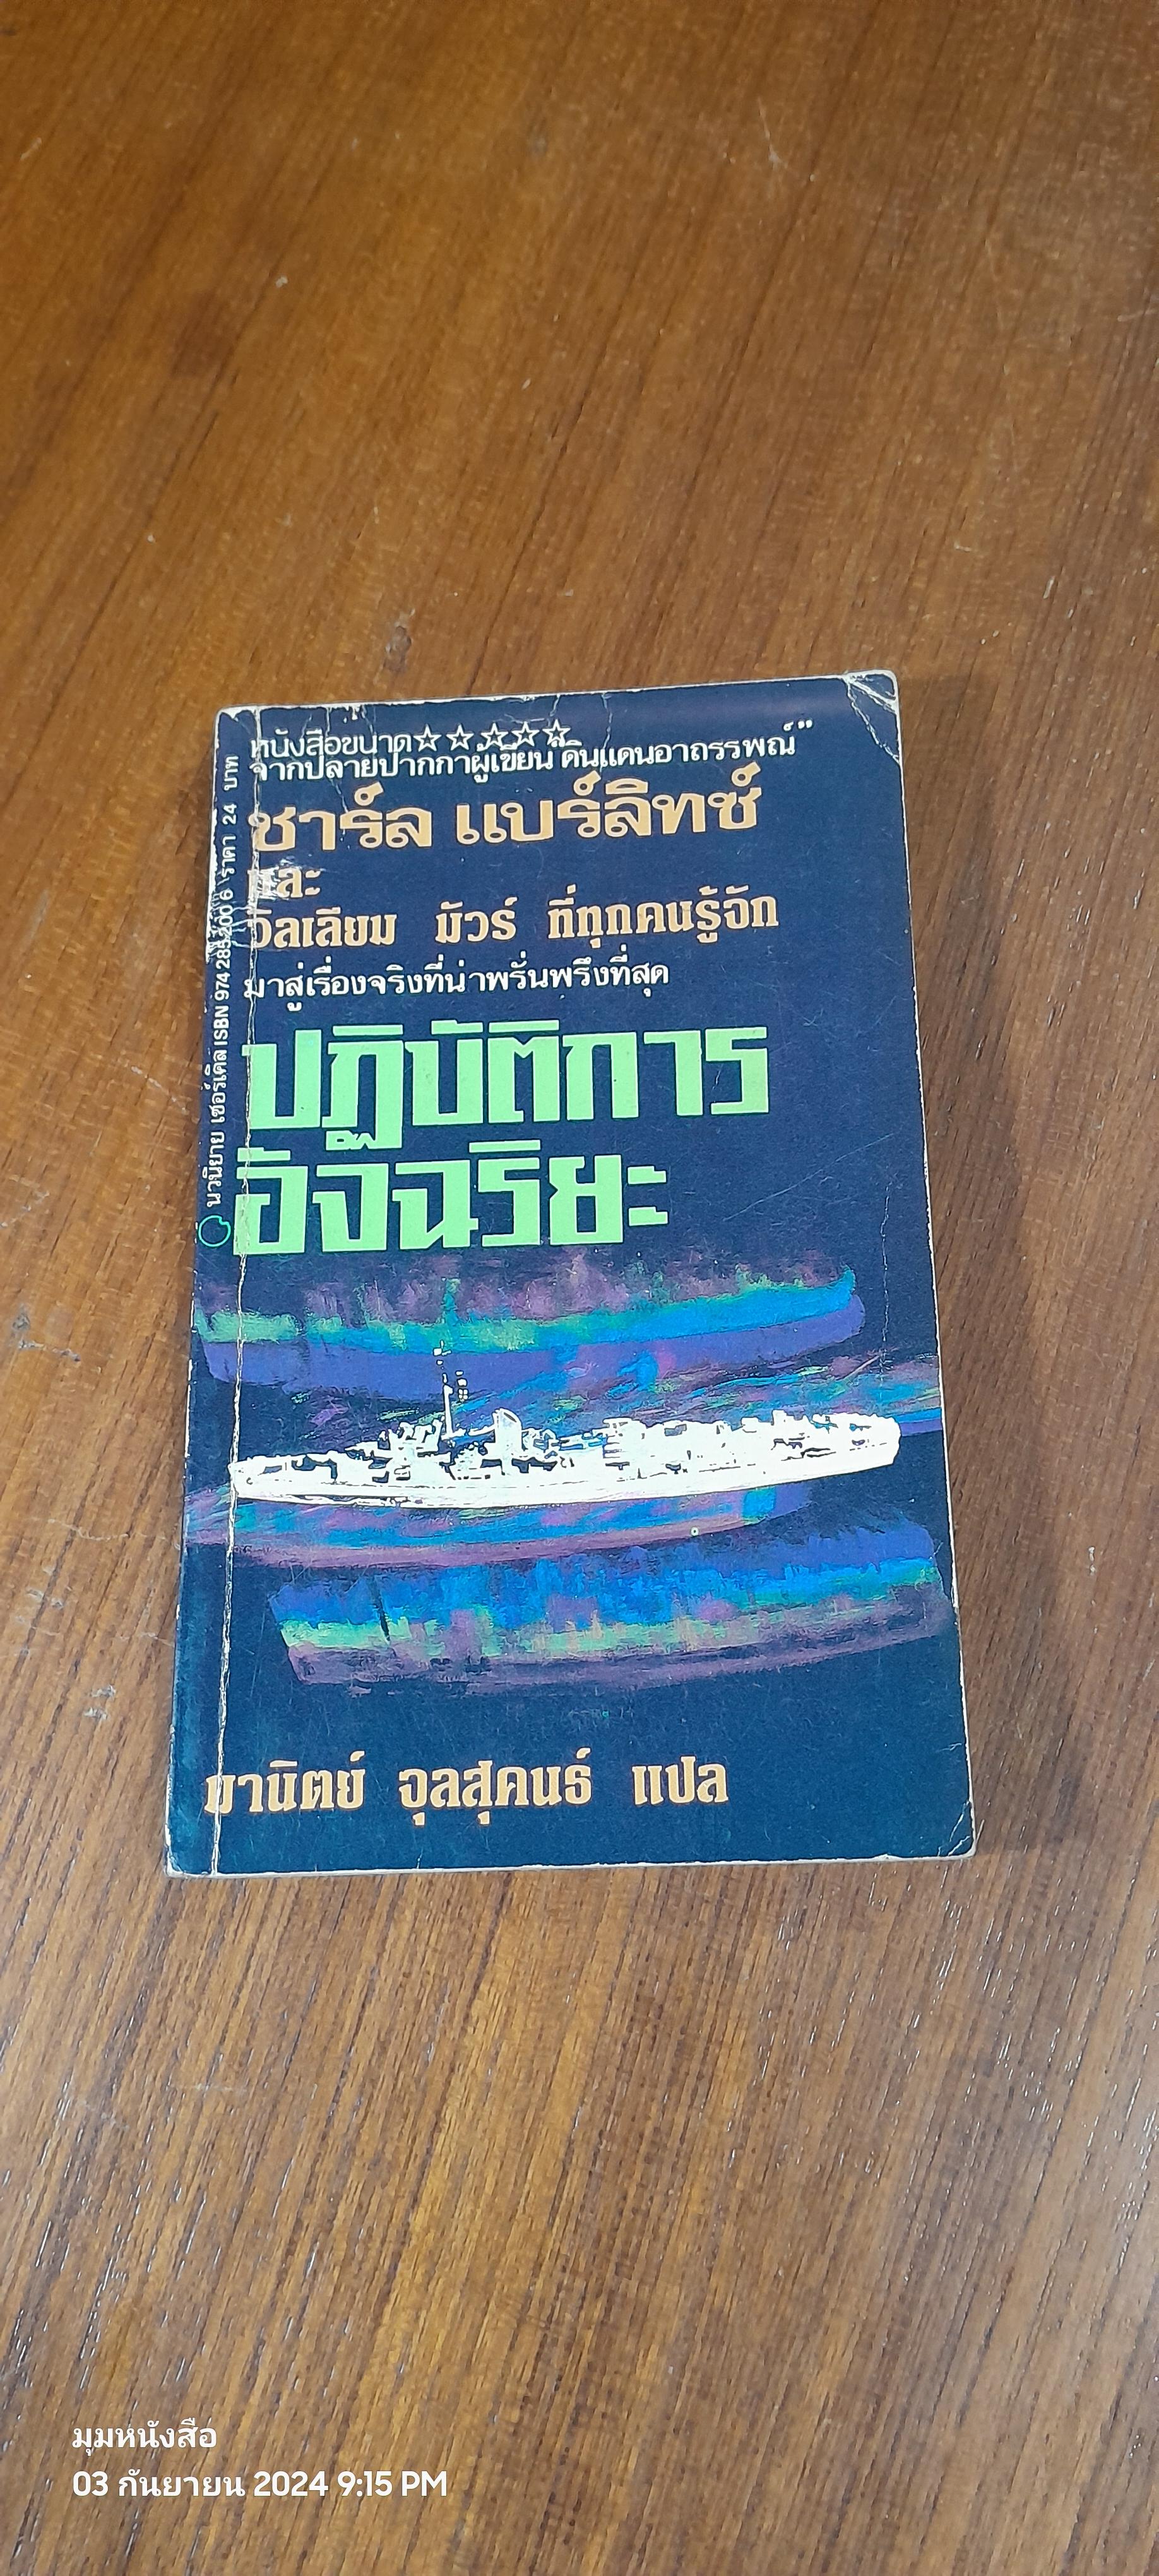 หนังสือขนาด☆☆☆☆☆
จากปลายปากกาผู้เขียน "ดินแดนอาถรรพณ์"
ชาร์ล แบร์ลิทซ์
และ
วิลเลียม มัวร์ ที่ทุกคนรู้จัก
มาสู่เรื่องจริงที่น่าพรั่นพรึงที่สุด
ปฏิบัติการ
อัจฉริยะ
มานิตย์ จุลสุคนธ์ แปล
นวนิยาย เซอร์เคิล ISBN 974 285 200 6 ราคา 24 บาท
มุมหนังสือ
03 กันยายน 2024 9:15 PM